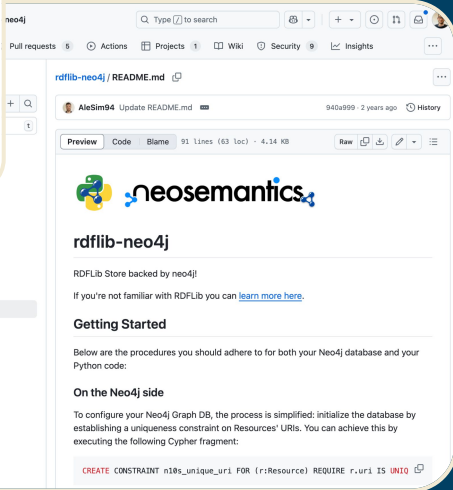 neo4j
Type / to search
Pull requests 5 Actions Projects 1 Wiki Security 9 Insights
rdflib-neo4j / README.md
t
AleSim94 Update README.md 940a999 · 2 years ago History
Preview Code Blame 91 lines (63 loc) · 4.14 KB Raw
neosemantics
rdflib-neo4j
RDFLib Store backed by neo4j!
If you're not familiar with RDFLib you can learn more here.
Getting Started
Below are the procedures you should adhere to for both your Neo4j database and your
Python code:
On the Neo4j side
To configure your Neo4j Graph DB, the process is simplified: initialize the database by
establishing a uniqueness constraint on Resources' URIs. You can achieve this by
executing the following Cypher fragment:
CREATE CONSTRAINT n10s_unique_uri FOR (r:Resource) REQUIRE r.uri IS UNIQ